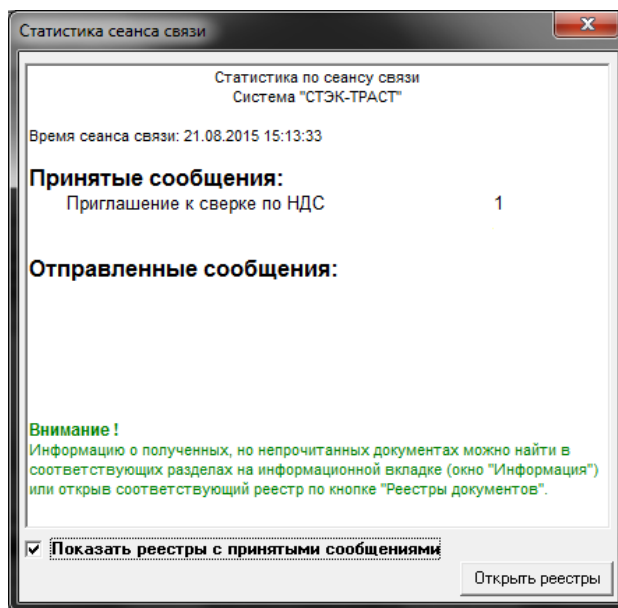 Статистика сеанса связи
Статистика по сеансу связи
Система "СТЭК-ТРАСТ"
Время сеанса связи: 21.08.2015 15:13:33
Принятые сообщения:
Приглашение к сверке по НДС 1
Отправленные сообщения:
Внимание !
Информацию о полученных, но непрочитанных документах можно найти в
соответствующих разделах на информационной вкладке (окно "Информация")
или открыв соответствующий реестр по кнопке "Реестры документов".
Показать реестры с принятыми сообщениями
Открыть реестры